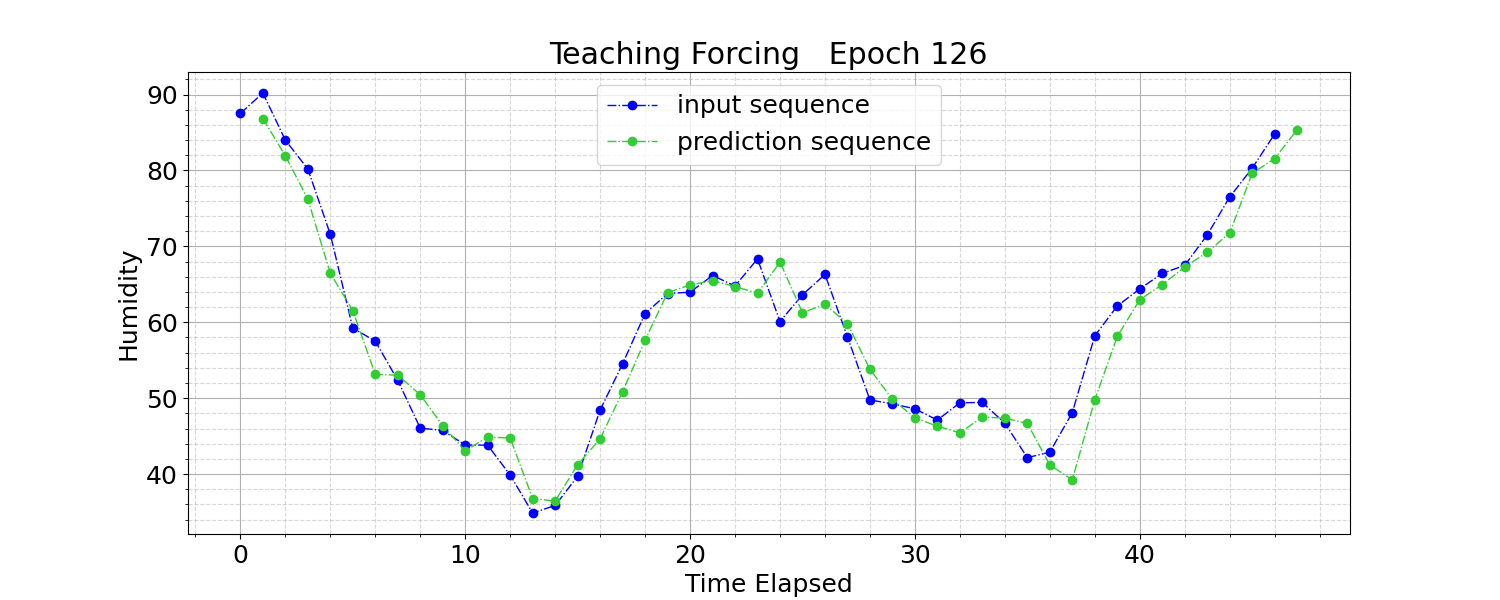 Teaching Forcing   Epoch 126
input sequence
prediction sequence
Humidity
90
80
70
60
50
40
0 10 20 30 40
Time Elapsed